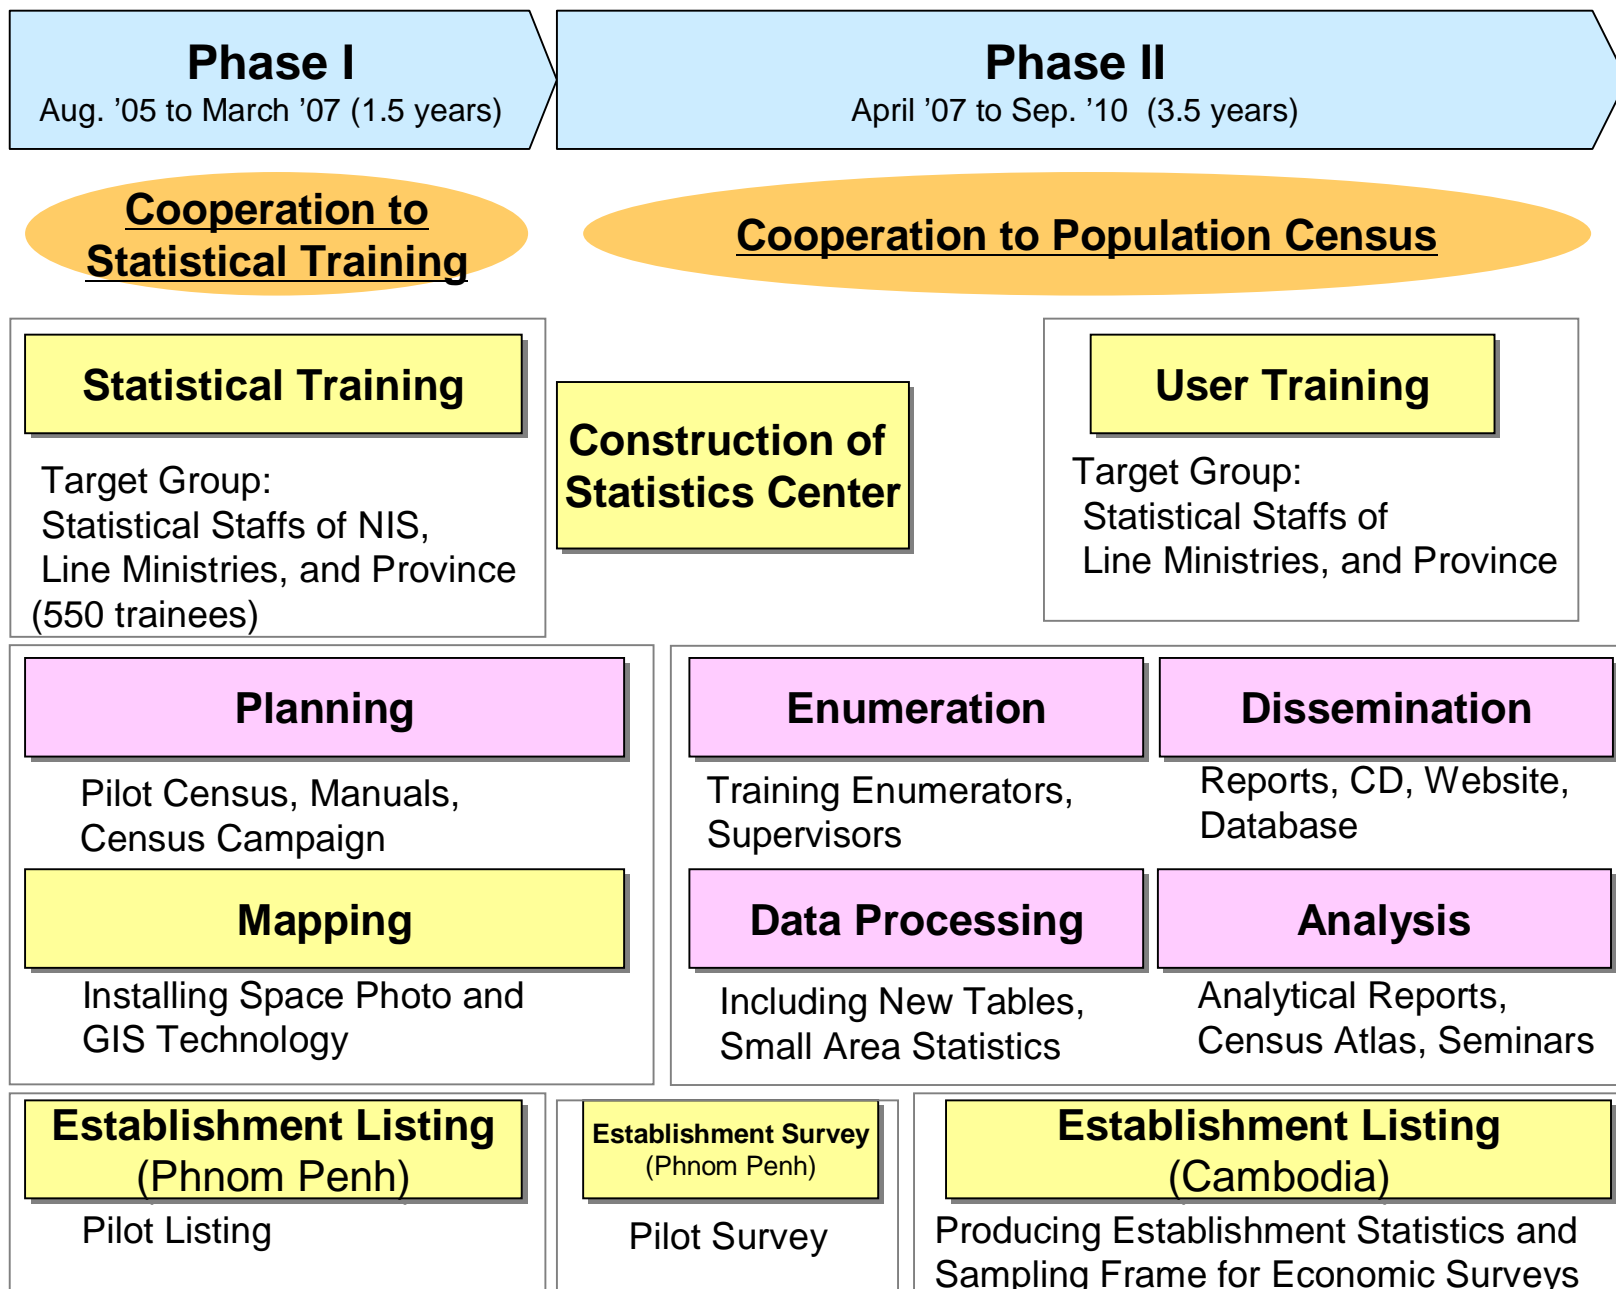 Phase I
Aug. '05 to March '07 (1.5 years)
Phase II
April '07 to Sep. '10 (3.5 years)
Cooperation to
Statistical Training
Cooperation to Population Census
Statistical Training
Target Group:
Statistical Staffs of NIS,
Line Ministries, and Province
(550 trainees)
Construction of
Statistics Center
User Training
Target Group:
Statistical Staffs of
Line Ministries, and Province
Planning
Pilot Census, Manuals,
Census Campaign
Mapping
Installing Space Photo and
GIS Technology
Enumeration
Training Enumerators,
Supervisors
Dissemination
Reports, CD, Website,
Database
Data Processing
Including New Tables,
Small Area Statistics
Analysis
Analytical Reports,
Census Atlas, Seminars
Establishment Listing
(Phnom Penh)
Pilot Listing
Establishment Survey
(Phnom Penh)
Pilot Survey
Establishment Listing
(Cambodia)
Producing Establishment Statistics and
Sampling Frame for Economic Surveys